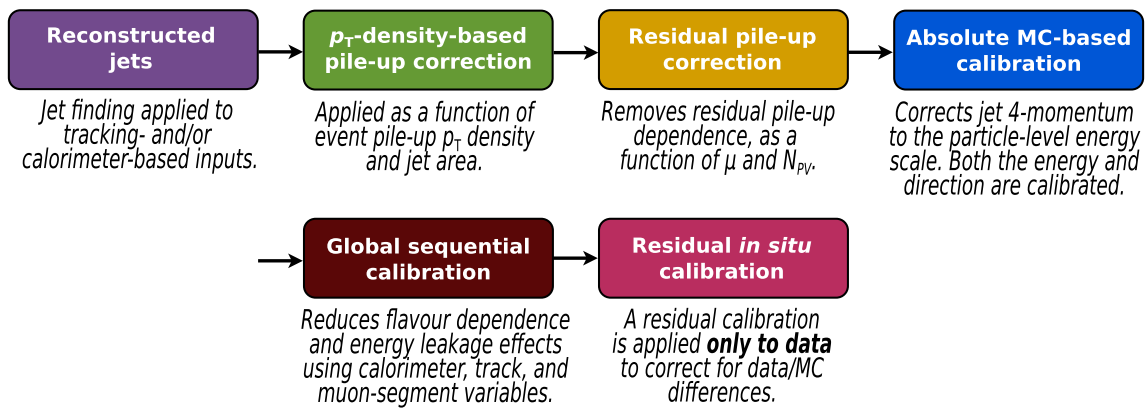 Reconstructed
jets
Jet finding applied to
tracking- and/or
calorimeter-based inputs.
pT-density-based
pile-up correction
Applied as a function of
event pile-up pT density
and jet area.
Residual pile-up
correction
Removes residual pile-up
dependence, as a
function of μ and NPV.
Absolute MC-based
calibration
Corrects jet 4-momentum
to the particle-level energy
scale. Both the energy and
direction are calibrated.
Global sequential
calibration
Reduces flavour dependence
and energy leakage effects
using calorimeter, track, and
muon-segment variables.
Residual in situ
calibration
A residual calibration
is applied only to data
to correct for data/MC
differences.